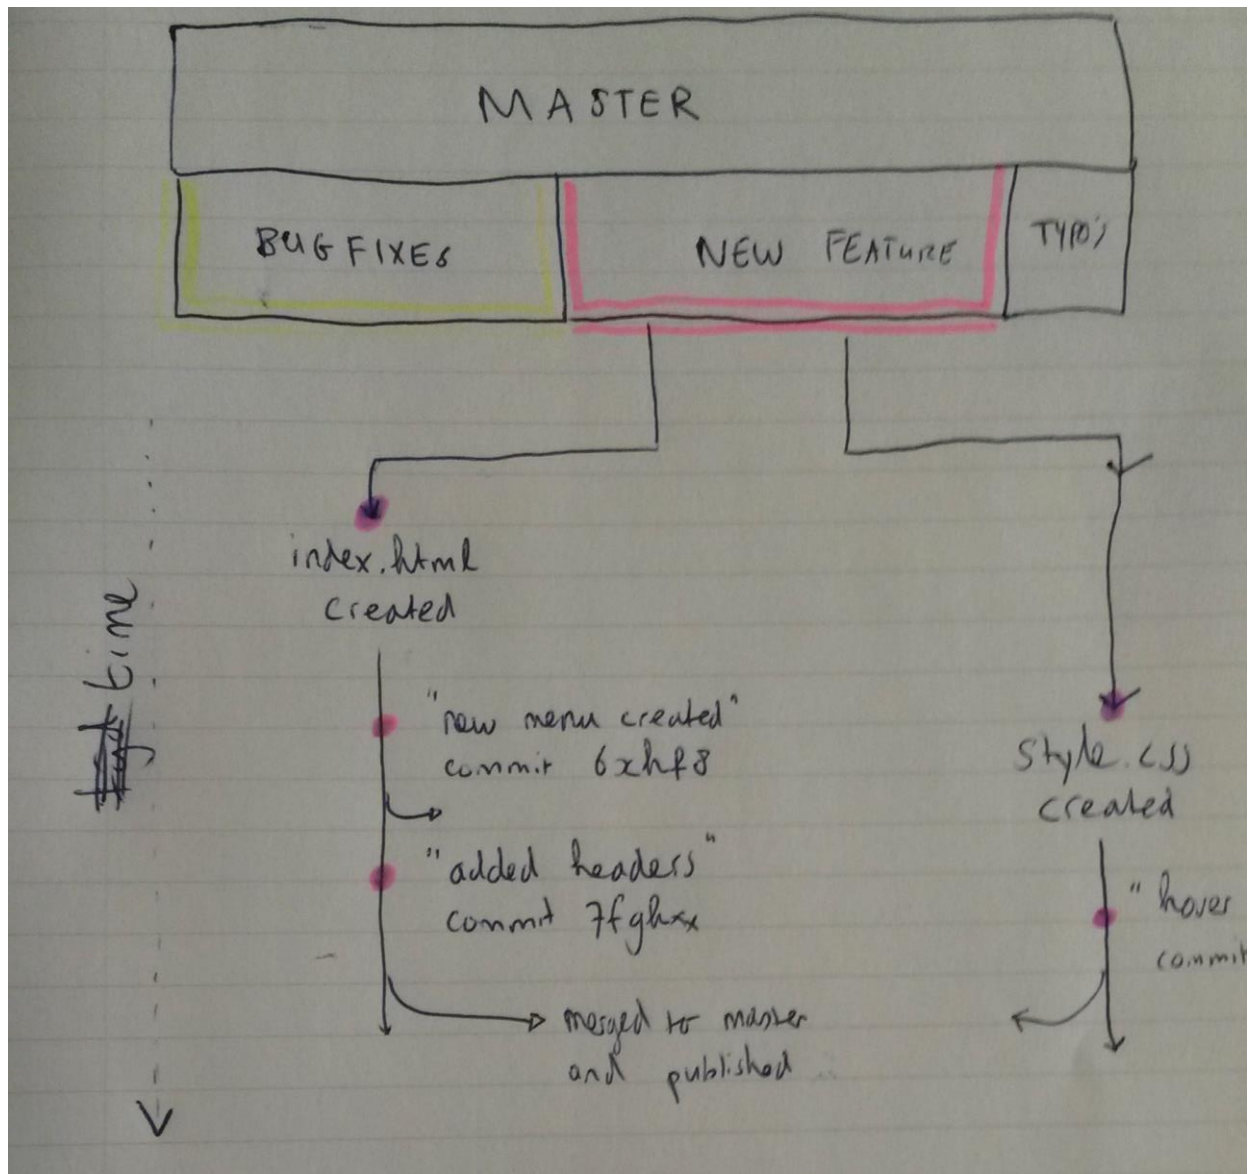 MASTER
BUG FIXES
NEW FEATURE
TYPO's
index.html
created
time
"new menu created"
commit 6xhf8
"added headers"
commit 7fghxx
merged to master
and published
style.css
created
"hover
commit